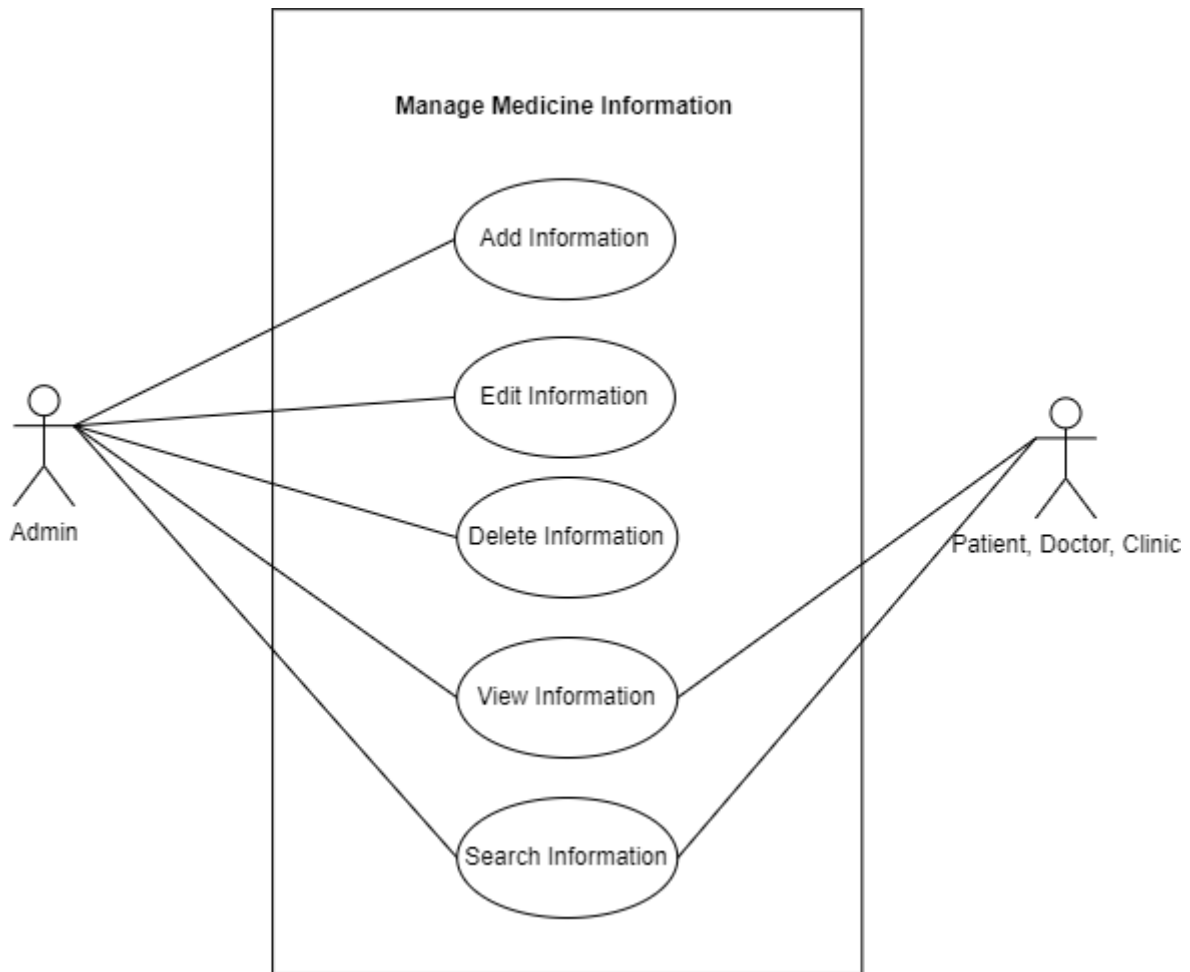 Manage Medicine Information
Add Information
Edit Information
Admin
Delete Information
Patient, Doctor, Clinic
View Information
Search Information